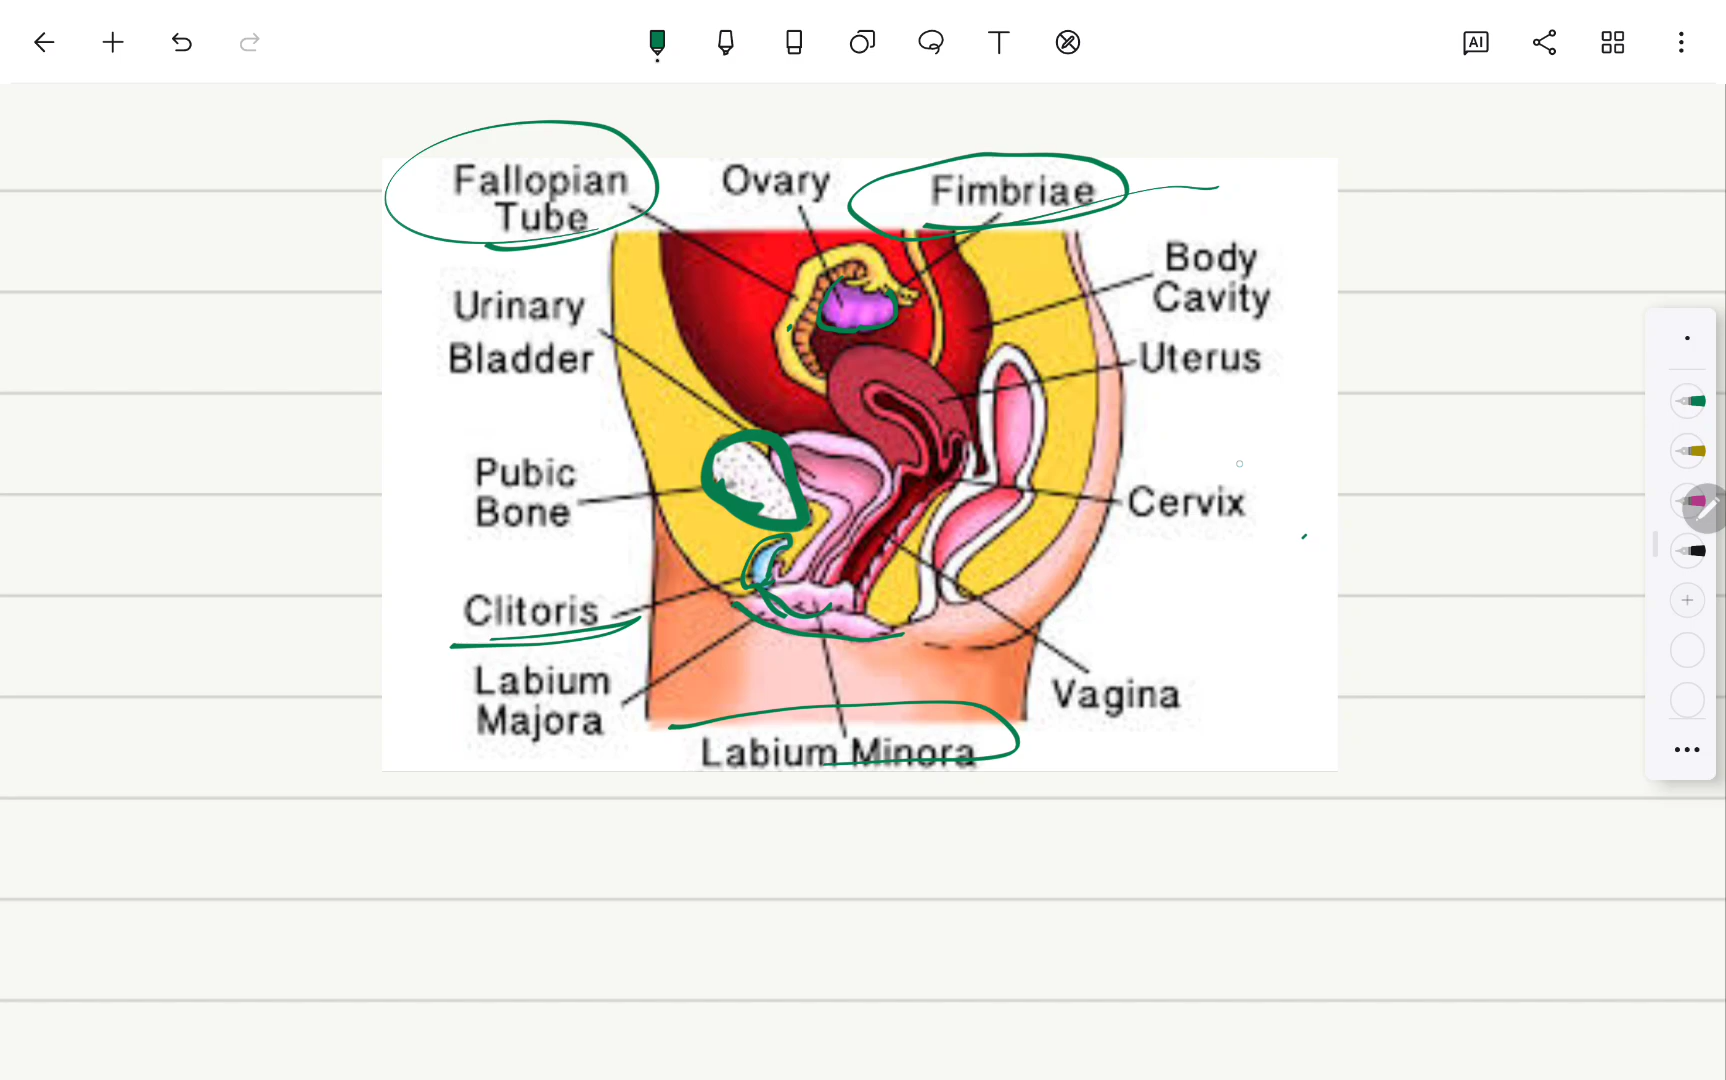 AI
Fallopian
Tube
Ovary
Fimbriae
Body
Cavity
Urinary
Bladder
Uterus
Pubic
Bone
Cervix
Clitoris
Labium
Majora
Vagina
Labium Minora